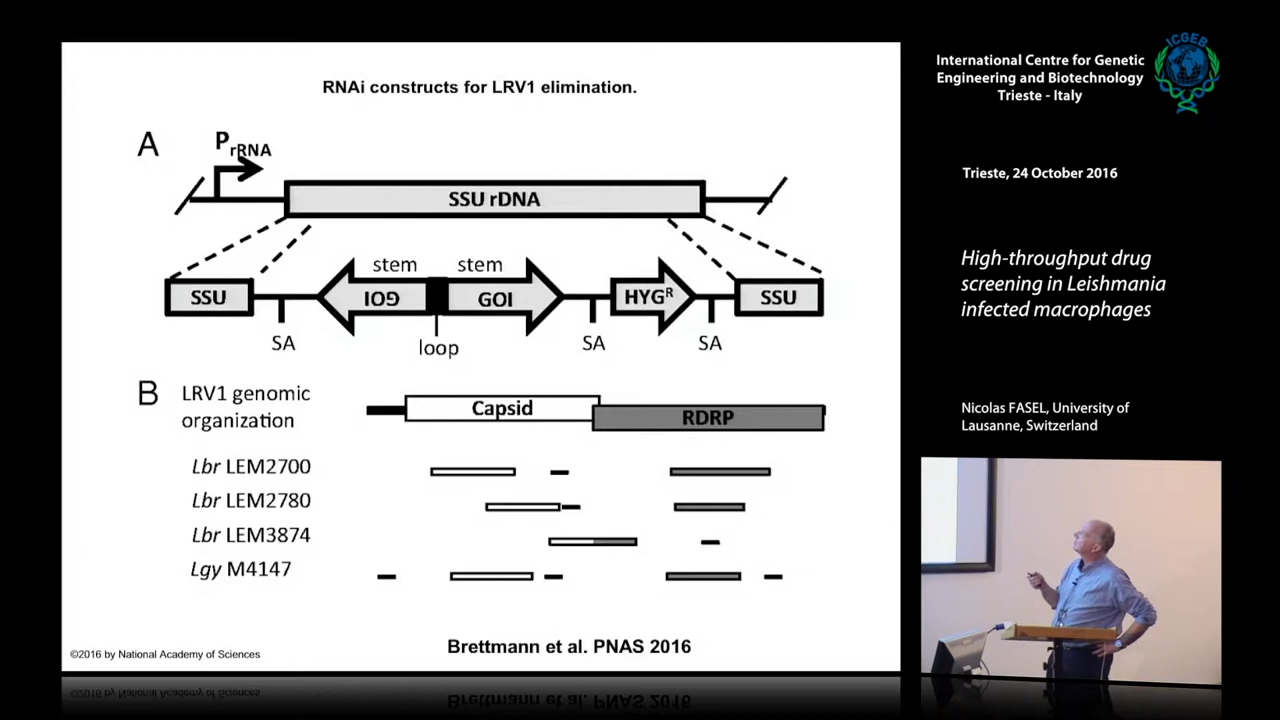 RNAi constructs for LRV1 elimination.
A
PrRNA
SSU rDNA
stem stem
SSU GOI GOI HYGR SSU
SA loop SA SA
B
LRV1 genomic
organization
Capsid
RDRP
Lbr LEM2700
Lbr LEM2780
Lbr LEM3874
Lgy M4147
Brettmann et al. PNAS 2016
©2016 by National Academy of Sciences
International Centre for Genetic
Engineering and Biotechnology
Trieste - Italy
ICGEB
Trieste, 24 October 2016
High-throughput drug
screening in Leishmania
infected macrophages
Nicolas FASEL, University of
Lausanne, Switzerland